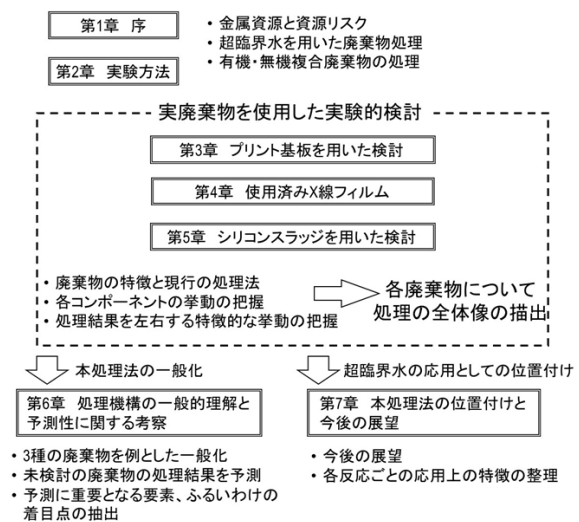 第1章 序
・ 金属資源と資源リスク
・ 超臨界水を用いた廃棄物処理
・ 有機・無機複合廃棄物の処理
第2章 実験方法
実廃棄物を使用した実験的検討
第3章 プリント基板を用いた検討
第4章 使用済みX線フィルム
第5章 シリコンスラッジを用いた検討
・ 廃棄物の特徴と現行の処理法
・ 各コンポーネントの挙動の把握
・ 処理結果を左右する特徴的な挙動の把握
各廃棄物について
処理の全体像の描出
本処理法の一般化
超臨界水の応用としての位置付け
第6章 処理機構の一般的理解と
予測性に関する考察
第7章 本処理法の位置付けと
今後の展望
・ 3種の廃棄物を例とした一般化
・ 未検討の廃棄物の処理結果を予測
・ 予測に重要となる要素、ふるいわけの
着目点の抽出
・ 今後の展望
・ 各反応ごとの応用上の特徴の整理